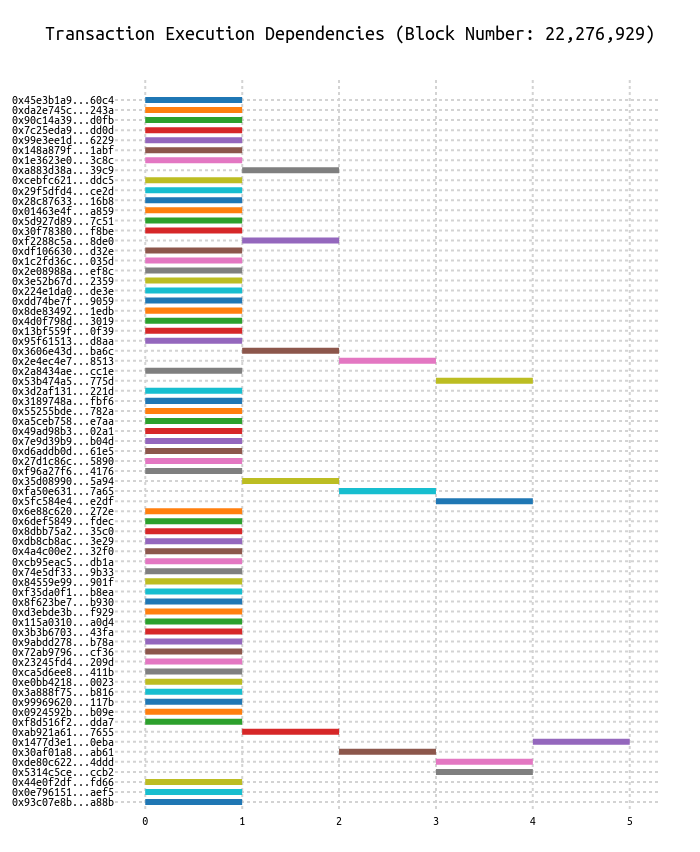 Transaction Execution Dependencies (Block Number: 22,276,929)
0x45e3b1a9...60c4
0xda2e745c...243a
0x90c14a39...d0fb
0x7c25eda9...dd0d
0x99e3ee1d...6229
0x148a879f...1abf
0x1e3623e0...3c8c
0xa883d38a...39c9
0xcebfc621...ddc5
0x29f5dfd4...ce2d
0x28c87633...16b8
0x01463e4f...a859
0x5d927d89...7c51
0x30f78380...f8be
0xf2288c5a...8de0
0xdf106630...d32e
0x1c2fd36c...035d
0x2e08988a...ef8c
0x3e52b67d...2359
0x224e1da0...de3e
0xdd74be7f...9059
0x8de83492...1edb
0x4d0f798d...3019
0x13bf559f...0f39
0x95f61513...d8aa
0x3606e43d...ba6c
0x2e4ec4e7...8513
0x2a8434ae...cc1e
0x53b474a5...775d
0x3d2af131...221d
0x3189748a...fbf6
0x55255bde...782a
0xa5ceb758...e7aa
0x49ad98b3...02a1
0x7e9d39b9...b04d
0xd6addb0d...61e5
0x27d1c86c...5890
0xf96a27f6...4176
0x35d08990...5a94
0xfa50e631...7a65
0x5fc584e4...e2df
0x6e88c620...272e
0x6def5849...fdec
0x8dbb75a2...35c0
0xdb8cb8ac...3e29
0x4a4c00e2...32f0
0xcb95eac5...db1a
0x74e5df33...9b33
0x84559e99...901f
0xf35da0f1...b8ea
0x8f623be7...b930
0xd3ebde3b...f929
0x115a0310...a0d4
0x3b3b6703...43fa
0x9abdd278...b78a
0x72ab9796...cf36
0x23245fd4...209d
0xca5d6ee8...411b
0xe0bb4218...0023
0x3a888f75...b816
0x99969620...117b
0x0924592b...b09e
0xf8d516f2...dda7
0xab921a61...7655
0x1477d3e1...0eba
0x30af01a8...ab61
0xde80c622...4ddd
0x5314c5ce...ccb2
0x44e0f2df...fd66
0x0e796151...aef5
0x93c07e8b...a88b
0 1 2 3 4 5